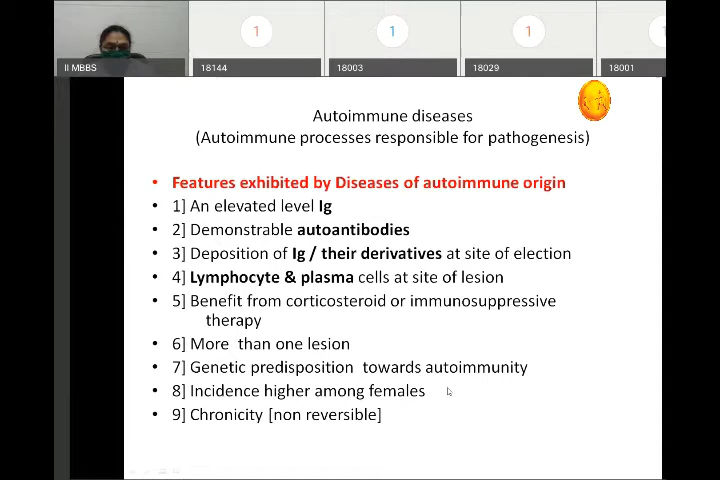 1
1
1
1
II MBBS
18144
18003
18029
18001
Autoimmune diseases
(Autoimmune processes responsible for pathogenesis)
• Features exhibited by Diseases of autoimmune origin
• 1] An elevated level Ig
• 2] Demonstrable autoantibodies
• 3] Deposition of Ig / their derivatives at site of election
• 4] Lymphocyte & plasma cells at site of lesion
• 5] Benefit from corticosteroid or immunosuppressive
therapy
• 6] More than one lesion
• 7] Genetic predisposition towards autoimmunity
• 8] Incidence higher among females
• 9] Chronicity [non reversible]